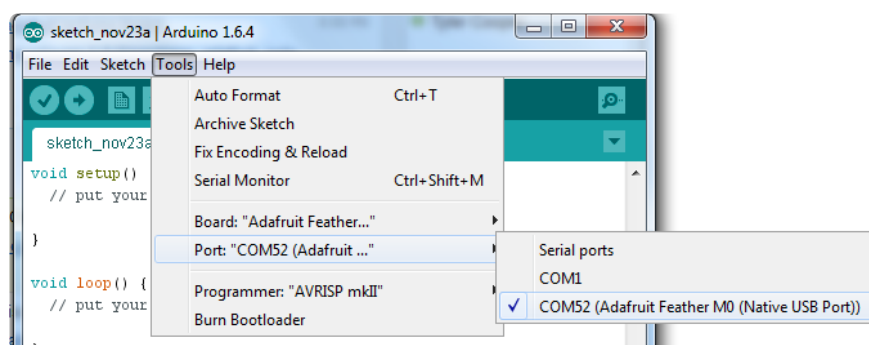 sketch_nov23a | Arduino 1.6.4
File Edit Sketch Tools Help
sketch_nov23a
Auto Format Ctrl+T
Archive Sketch
Fix Encoding & Reload
Serial Monitor Ctrl+Shift+M
Board: "Adafruit Feather..."
Port: "COM52 (Adafruit ..."
Programmer: "AVRISP mkII"
Burn Bootloader
Serial ports
COM1
COM52 (Adafruit Feather M0 (Native USB Port))
void setup()
// put your
}
void loop() {
// put your